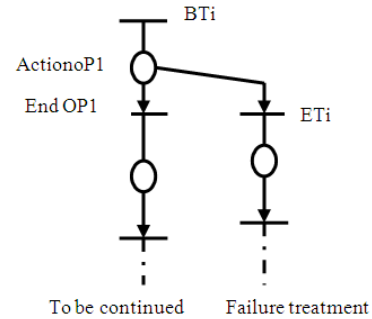 BTi
ActionoP1
End OP1
ETi
To be continued
Failure treatment